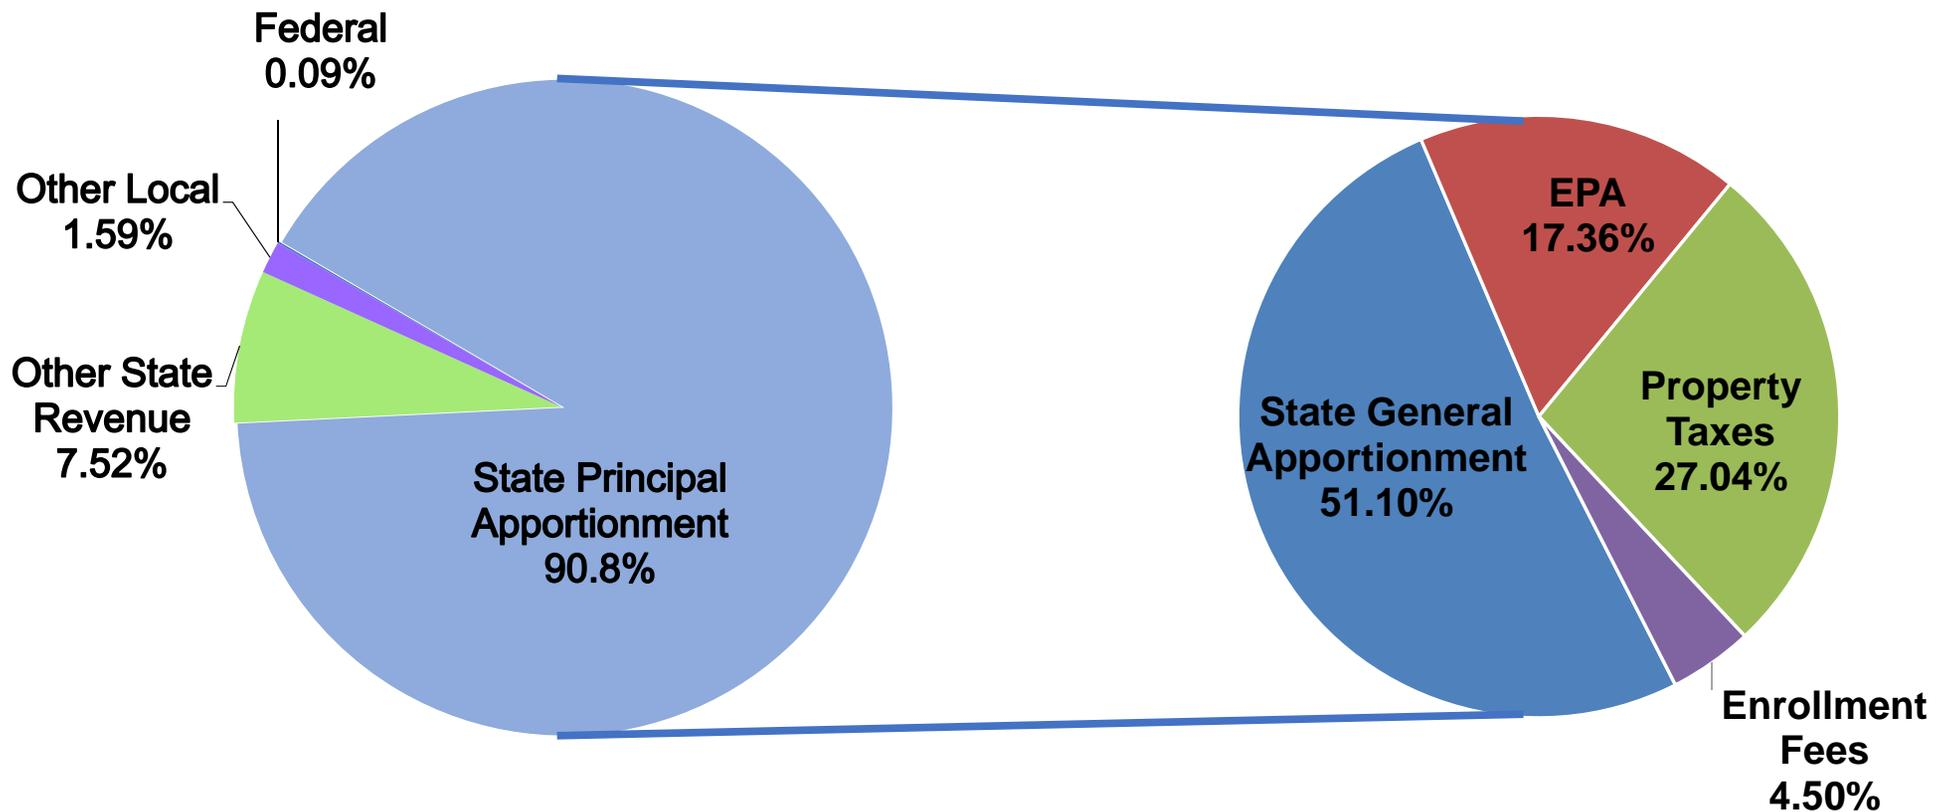 Federal
0.09%
Other Local
1.59%
Other State
Revenue
7.52%
State Principal
Apportionment
90.8%
EPA
17.36%
Property
Taxes
27.04%
State General
Apportionment
51.10%
Enrollment
Fees
4.50%